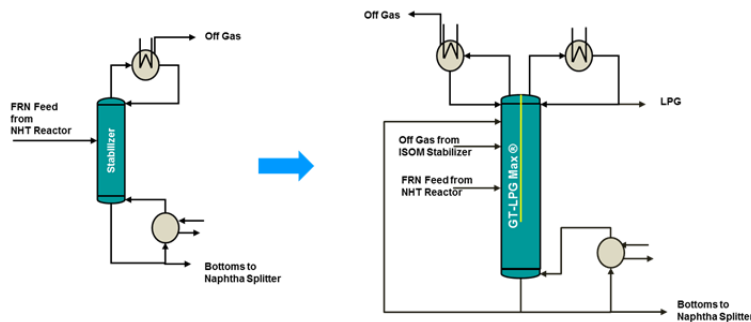 Off Gas
FRN Feed
from
NHT Reactor
Stabilizer
Bottoms to
Naphtha Splitter
Off Gas
LPG
Off Gas from
ISOM Stabilizer
FRN Feed from
NHT Reactor
GT-LPG Max ®
Bottoms to
Naphtha Splitter